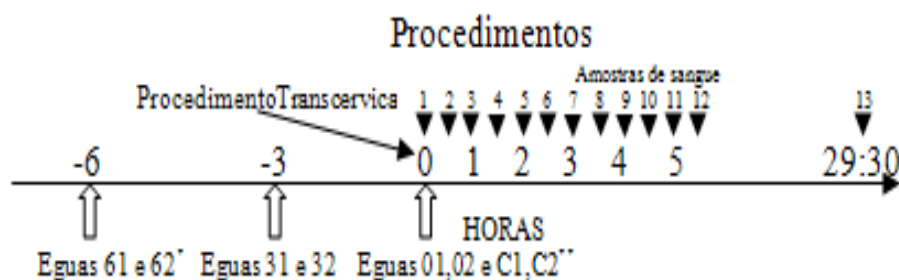 Procedimentos
Amostras de sangue
ProcedimentoTranscervica
1 2 3 4 5 6 7 8 9 10 11 12 13
-6 -3 0 1 2 3 4 5 29:30
HORAS
Eguas 61 e 62* Eguas 31 e 32 Eguas 01,02 e C1,C2**